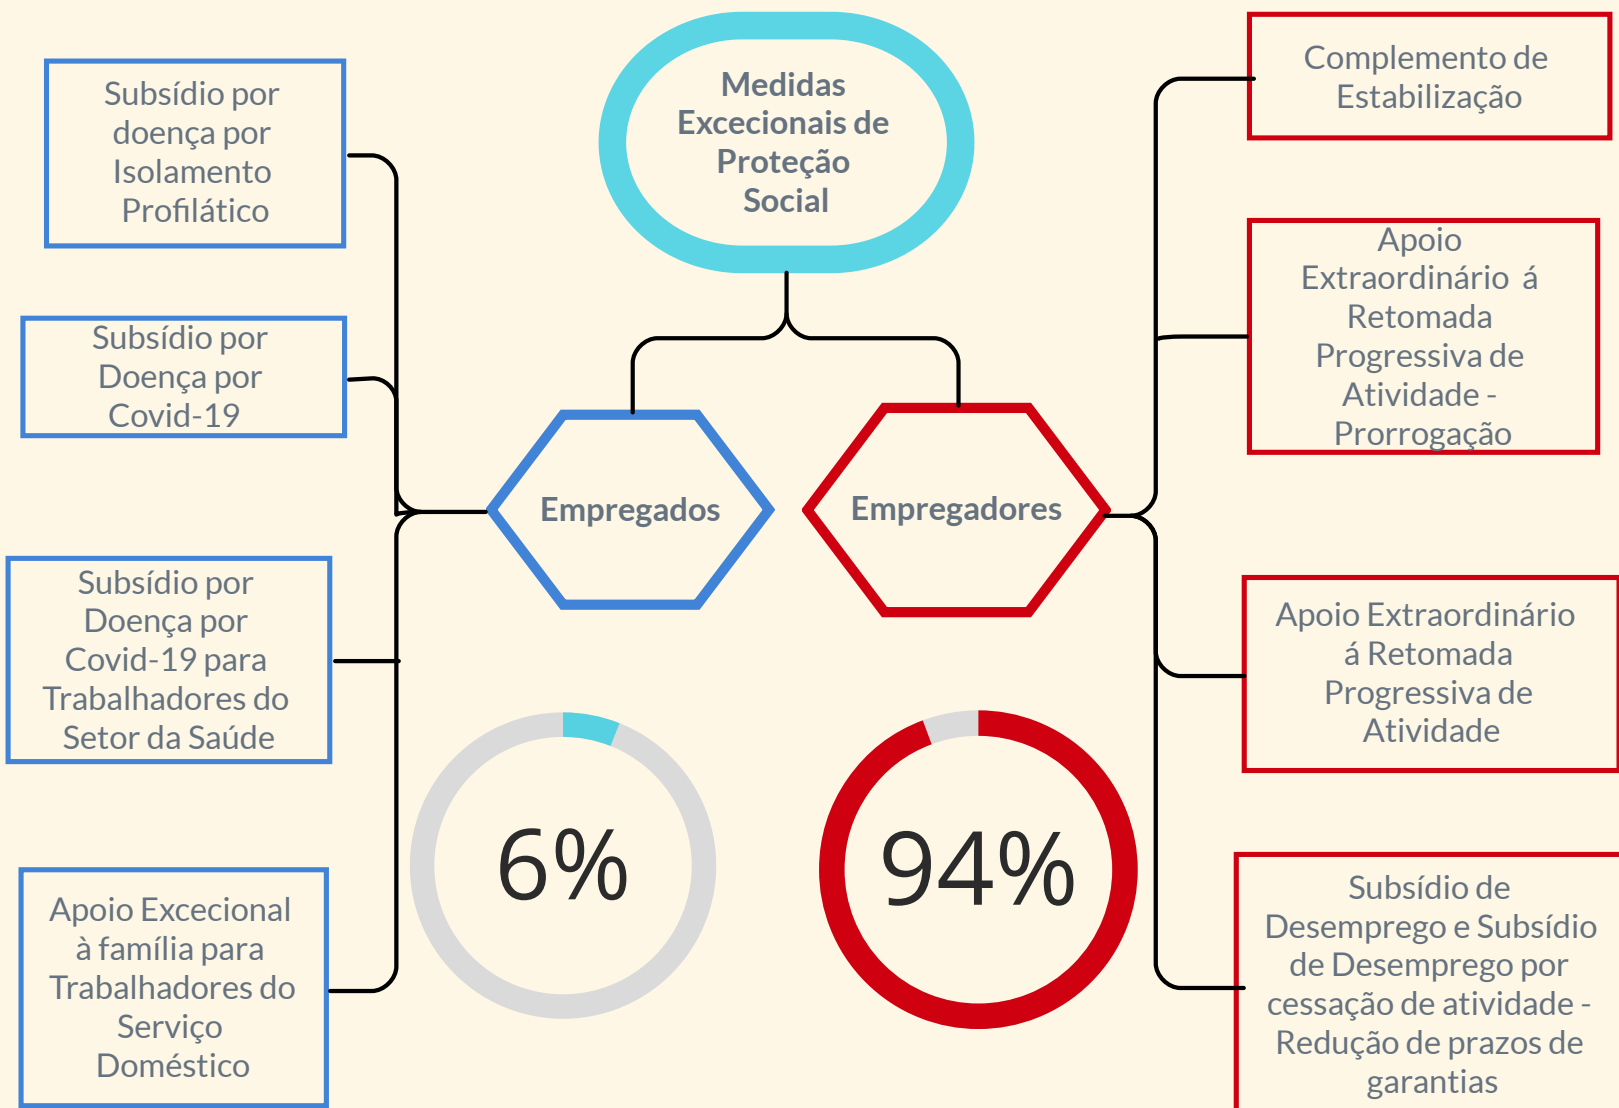 Medidas
Excecionais de
Proteção
Social
Subsídio por
doença por
Isolamento
Profilático
Subsídio por
Doença por
Covid-19
Subsídio por
Doença por
Covid-19 para
Trabalhadores do
Setor da Saúde
Apoio Excecional
à família para
Trabalhadores do
Serviço
Doméstico
Empregados
6%
Empregadores
94%
Complemento de
Estabilização
Apoio
Extraordinário á
Retomada
Progressiva de
Atividade -
Prorrogação
Apoio Extraordinário
á Retomada
Progressiva de
Atividade
Subsídio de
Desemprego e Subsídio
de Desemprego por
cessação de atividade -
Redução de prazos de
garantias